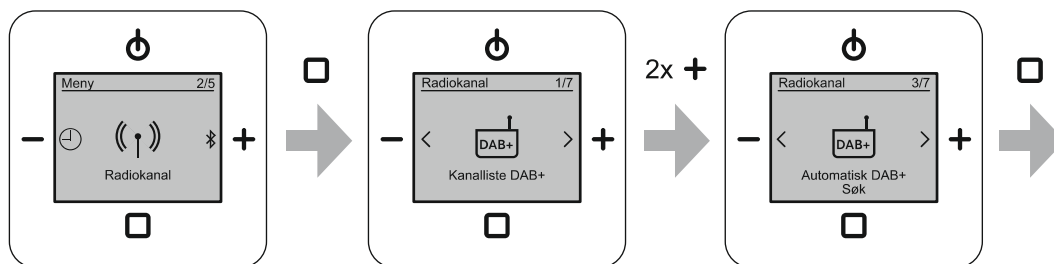 Meny 2/5
Radiokanal
Radiokanal 1/7
DAB+
Kanalliste DAB+
2x +
Radiokanal 3/7
DAB+
Automatisk DAB+
Søk